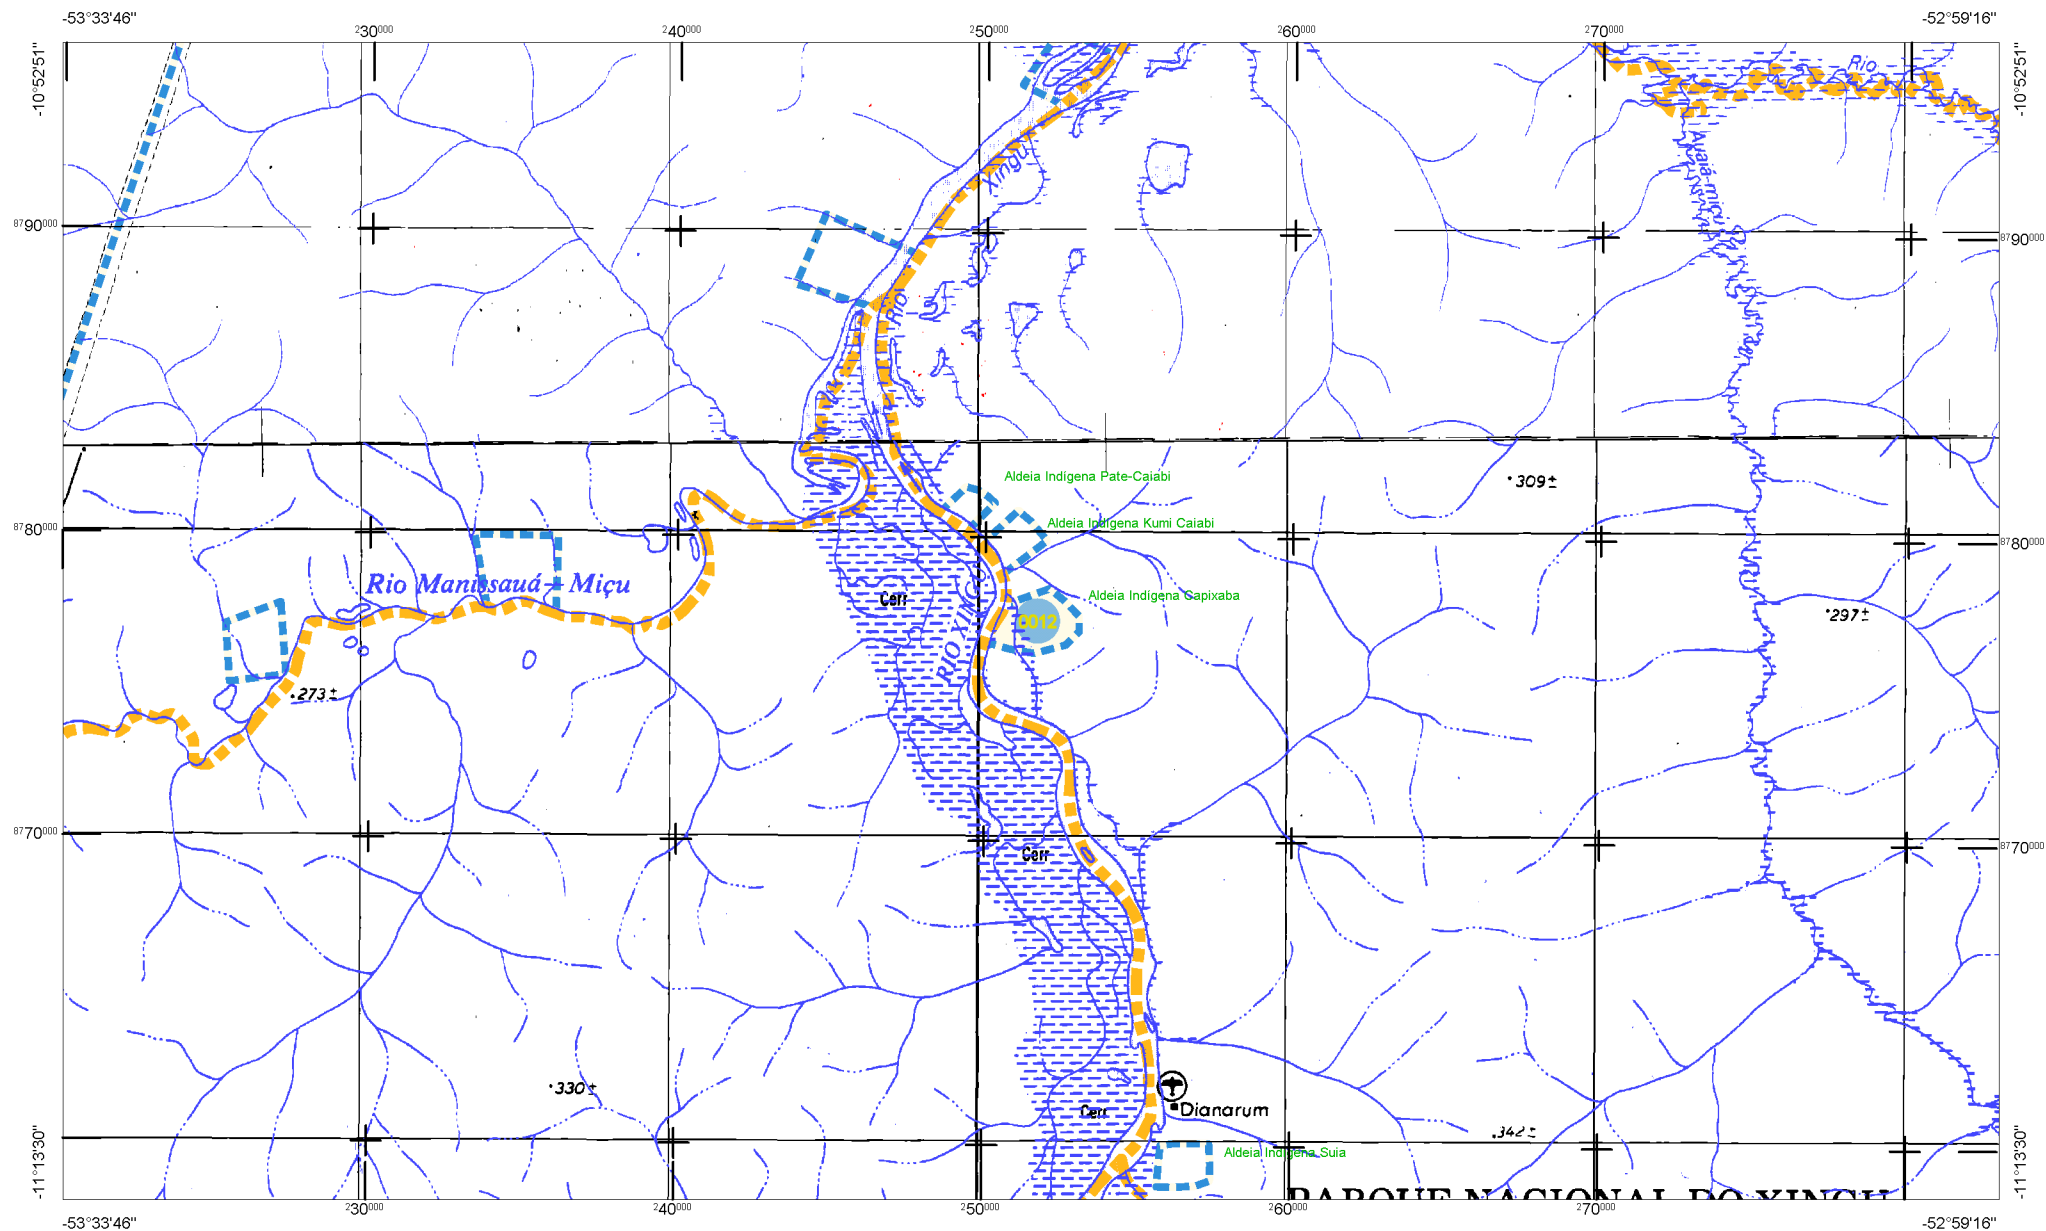 -53°33'46"
-52°59'16"
230000
240000
250000
260000
270000
-10°52'51"
-10°52'51"
Rio
Xingu
Auaiá-miçu
8790000
8790000
Rio
Aldeia Indígena Pate-Caiabi
309±
Aldeia Indígena Kumi Caiabi
8780000
8780000
Rio Manissauá-Miçu
Cerr
Aldeia Indígena Capixaba
0012
297±
RIO XINGU
273±
8770000
8770000
Cerr
330±
Cerr
Dianarum
342±
Aldeia Indígena Suia
-11°13'30"
-11°13'30"
PARQUE NACIONAL DO XINGU
230000
240000
250000
260000
270000
-53°33'46"
-52°59'16"